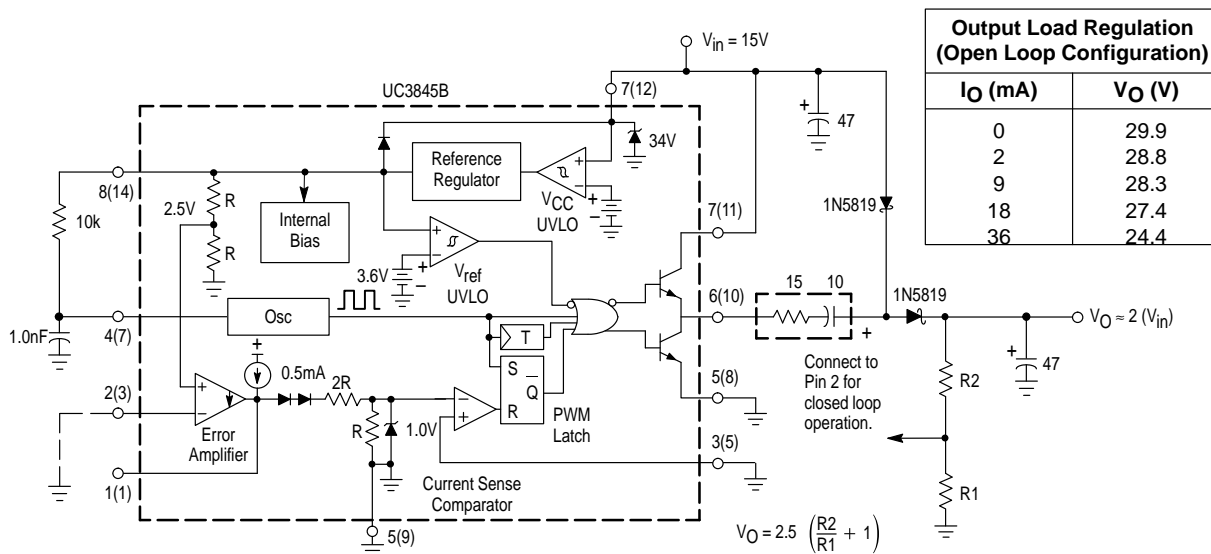 Output Load Regulation
(Open Loop Configuration)
IO (mA) VO (V)
0 29.9
2 28.8
9 28.3
18 27.4
36 24.4
Vin = 15V
UC3845B
7(12)
+
47
34V
8(14)
R
Reference
Regulator
+
−
VCC
UVLO
+
−
1N5819
10k
2.5V
R
Internal
Bias
7(11)
3.6V
+
−
+
−
Vref
UVLO
15 10
6(10)
+
1N5819
VO ≈ 2 (Vin)
1.0nF
4(7)
Osc
T
+
47
Connect to
Pin 2 for
closed loop
operation.
R2
+
0.5mA
S
Q
R
5(8)
2(3)
+
−
2R
−
+
PWM
Latch
Error
Amplifier
R
1.0V
3(5)
R1
1(1)
Current Sense
Comparator
5(9)
VO = 2.5 (R2/R1 + 1)